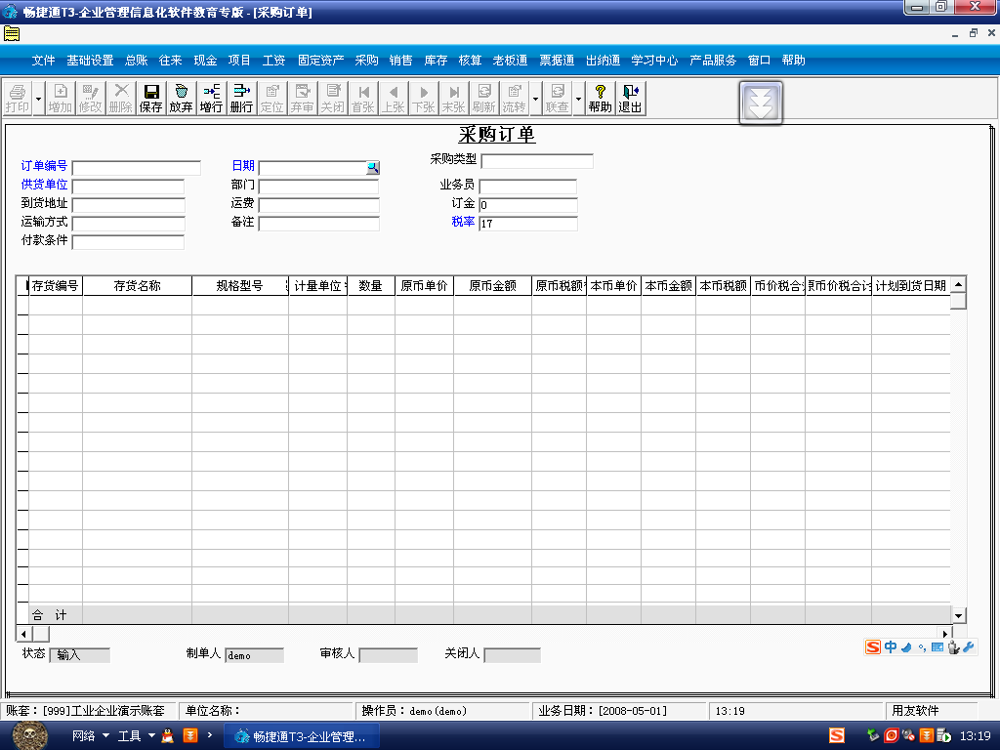 畅捷通T3-企业管理信息化软件教育专版 - [采购订单]
文件 基础设置 总账 往来 现金 项目 工资 固定资产 采购 销售 库存 核算 老板通 票据通 出纳通 学习中心 产品服务 窗口 帮助
打印 增加 修改 删除 保存 放弃 增行 删行 定位 弃审 关闭 首张 上张 下张 末张 刷新 流转 联查 帮助 退出
采购订单
订单编号 日期 采购类型
供货单位 部门 业务员
到货地址 运费 订金 0
运输方式 备注 税率 17
付款条件
存货编号 存货名称 规格型号 计量单位 数量 原币单价 原币金额 原币税额 本币单价 本币金额 本币税额 币价税合 原币价税合计 计划到货日期
合 计
状态 输入 制单人 demo 审核人 关闭人
中
账套：[999]工业企业演示账套 单位名称： 操作员：demo(demo) 业务日期：[2008-05-01] 13:19 用友软件
网络 工具 畅捷通T3-企业管理... 13:19